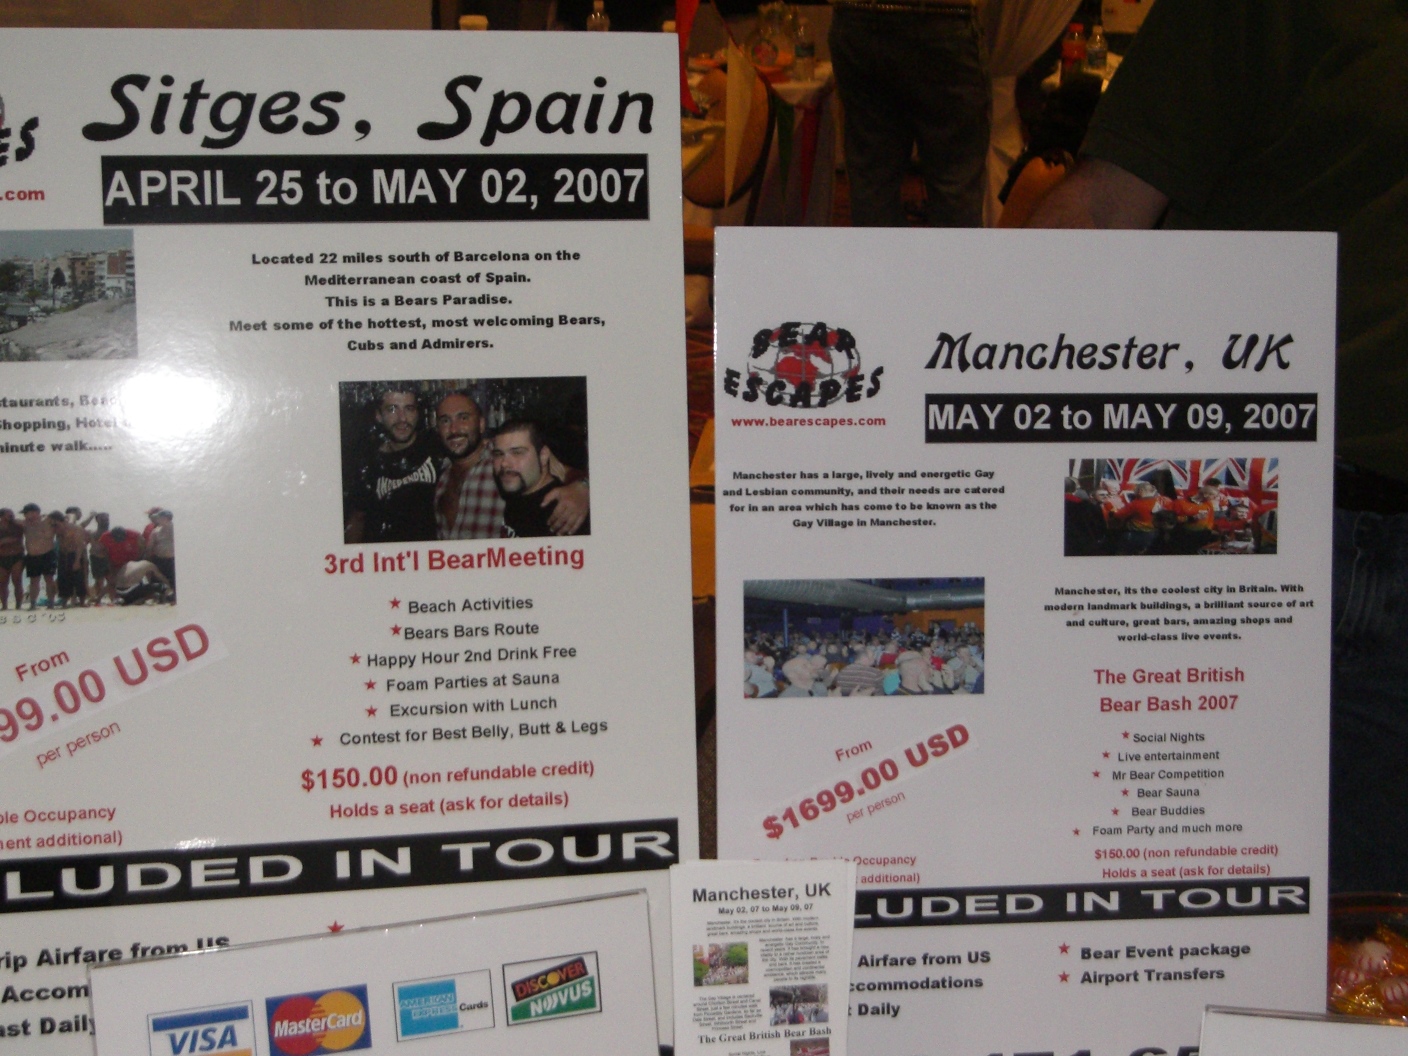 ES
.com
Sitges, Spain
APRIL 25 to MAY 02, 2007
Located 22 miles south of Barcelona on the
Mediterranean coast of Spain.
This is a Bears Paradise.
Meet some of the hottest, most welcoming Bears,
Cubs and Admirers.
staurants,
Shopping,
minute walk.....
INDEPENDENT
3rd Int'l BearMeeting
★ Beach Activities
★ Bears Bars Route
★ Happy Hour 2nd Drink Free
★ Foam Parties at Sauna
★ Excursion with Lunch
★ Contest for Best Belly, Butt & Legs
From
99.00 USD
per person
$150.00 (non refundable credit)
Holds a seat (ask for details)
ble Occupancy
ent additional)
LUDED IN TOUR
rip Airfare from US
Accom
ast Daily
VISA
MasterCard
AMERICAN EXPRESS Cards
DISCOVER NOVUS
BEAR ESCAPES
www.bearescapes.com
Manchester, UK
MAY 02 to MAY 09, 2007
Manchester has a large, lively and energetic Gay
and Lesbian community, and their needs are catered
for in an area which has come to be known as the
Gay Village in Manchester.
Manchester, its the coolest city in Britain. With
modern landmark buildings, a brilliant source of art
and culture, great bars, amazing shops and
world-class live events.
The Great British
Bear Bash 2007
★ Social Nights
★ Live entertainment
★ Mr Bear Competition
★ Bear Sauna
★ Bear Buddies
★ Foam Party and much more
From
$1699.00 USD
per person
$150.00 (non refundable credit)
Holds a seat (ask for details)
Occupancy
additional)
LUDED IN TOUR
Airfare from US
ccommodations
t Daily
★ Bear Event package
★ Airport Transfers
Manchester, UK
May 02, 07 to May 09, 07
The Great British Bear Bash